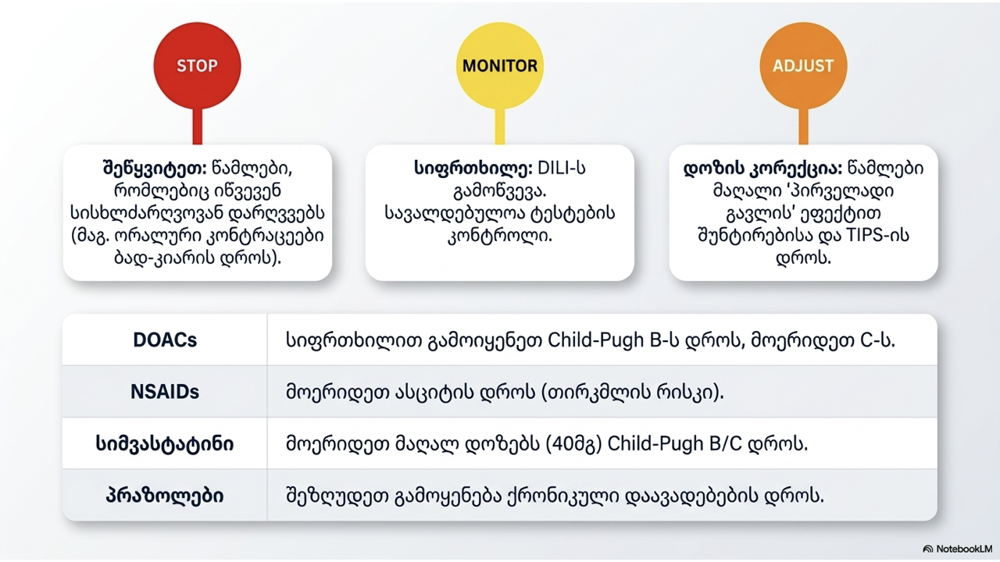 STOP
MONITOR
ADJUST
შეწყვიტეთ: წამლები,
რომლებიც იწვევენ
სისხლძარღვოვან დარღვვებს
(მაგ. ორალური კონტრაცეები
ბად-კიარის დროს).
სიფრთხილე: DILI-ს
გამოწვევა.
სავალდებულოა ტესტების
კონტროლი.
დოზის კორექცია: წამლები
მაღალი ‘პირველადი
გავლის’ ეფექტით
შუნტირებისა და TIPS-ის
დროს.
DOACs
სიფრთხილით გამოიყენეთ Child-Pugh B-ს დროს, მოერიდეთ C-ს.
NSAIDs
მოერიდეთ ასციტის დროს (თირკმლის რისკი).
სიმვასტატინი
მოერიდეთ მაღალ დოზებს (40მგ) Child-Pugh B/C დროს.
პრაზოლები
შეზღუდეთ გამოყენება ქრონიკული დაავადებების დროს.
NotebookLM